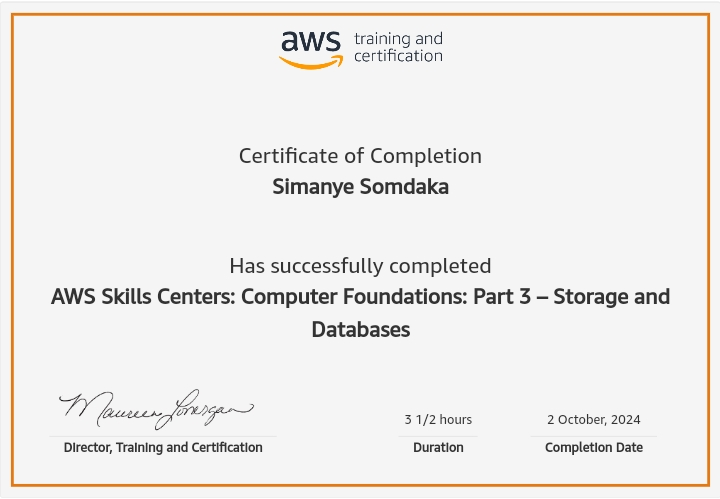 aws training and
certification
Certificate of Completion
Simanye Somdaka
Has successfully completed
AWS Skills Centers: Computer Foundations: Part 3 – Storage and
Databases
Maureen Lonergan
3 1/2 hours
2 October, 2024
Director, Training and Certification
Duration
Completion Date